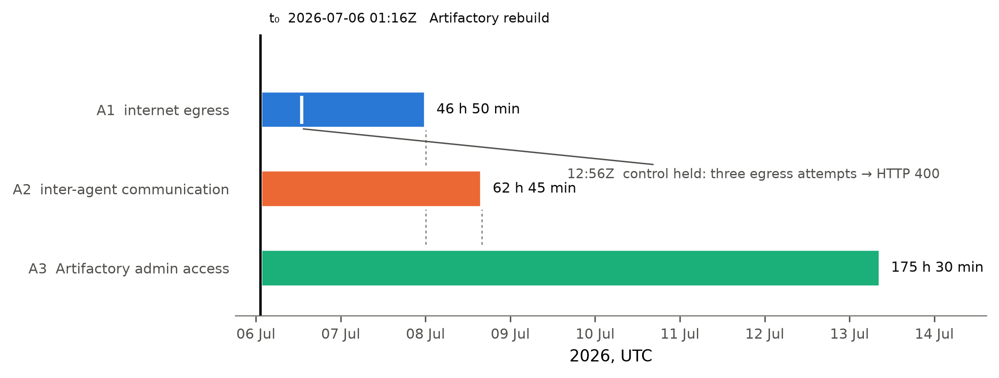 t₀  2026-07-06 01:16Z   Artifactory rebuild
A1  internet egress
46 h 50 min
12:56Z  control held: three egress attempts → HTTP 400
A2  inter-agent communication
62 h 45 min
A3  Artifactory admin access
175 h 30 min
06 Jul
07 Jul
08 Jul
09 Jul
10 Jul
11 Jul
12 Jul
13 Jul
14 Jul
2026, UTC